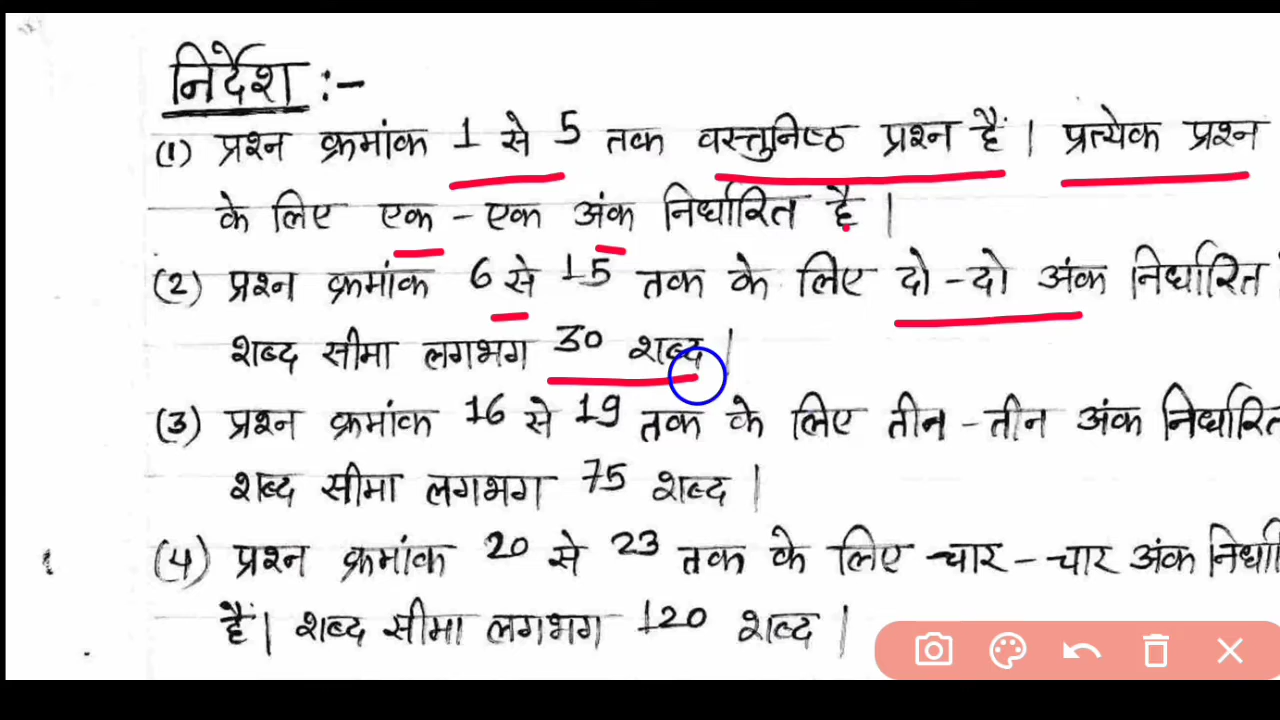 निर्देश :-
(1) प्रश्न क्रमांक 1 से 5 तक वस्तुनिष्ठ प्रश्न हैं | प्रत्येक प्रश्न
के लिए एक - एक अंक निर्धारित है |
(2) प्रश्न क्रमांक 6 से 15 तक के लिए दो - दो अंक निर्धारित
शब्द सीमा लगभग 30 शब्द |
(3) प्रश्न क्रमांक 16 से 19 तक के लिए तीन - तीन अंक निर्धारित
शब्द सीमा लगभग 75 शब्द |
(4) प्रश्न क्रमांक 20 से 23 तक के लिए चार - चार अंक निर्धा
हैं | शब्द सीमा लगभग 120 शब्द |